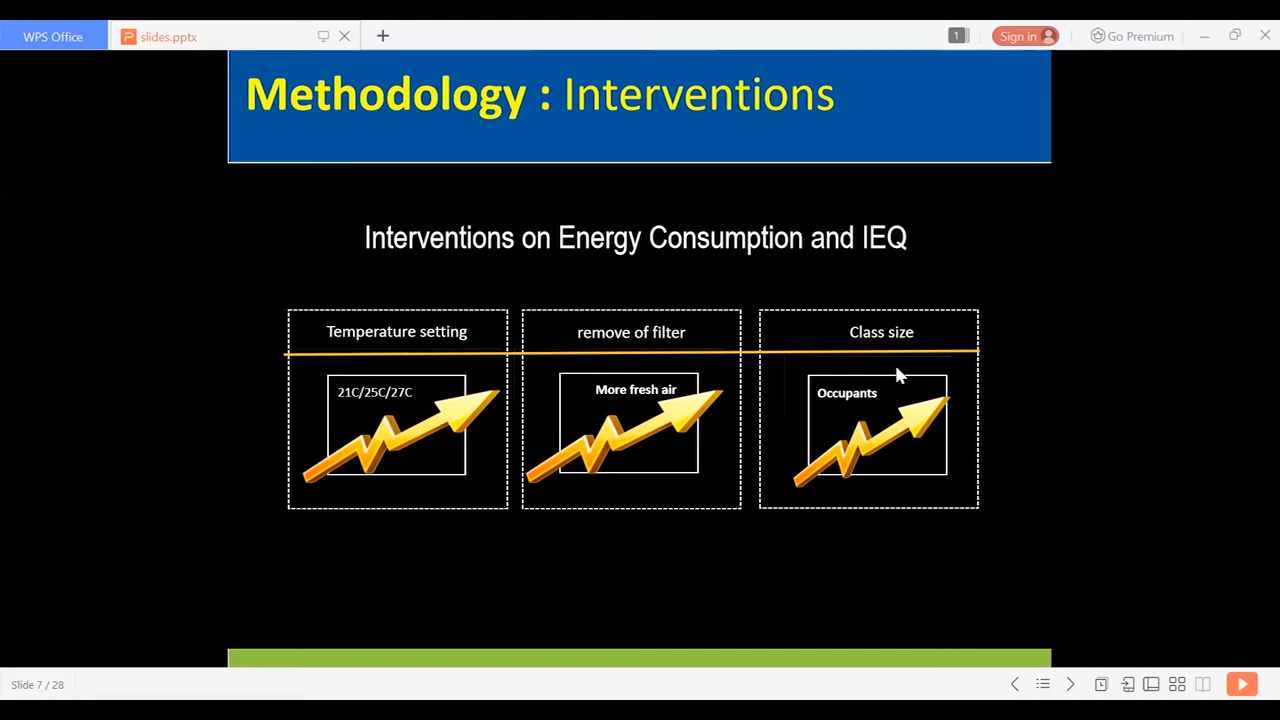 WPS Office
slides.pptx
1
Sign in
Go Premium
Methodology : Interventions
Interventions on Energy Consumption and IEQ
Temperature setting
21C/25C/27C
remove of filter
More fresh air
Class size
Occupants
Slide 7 / 28